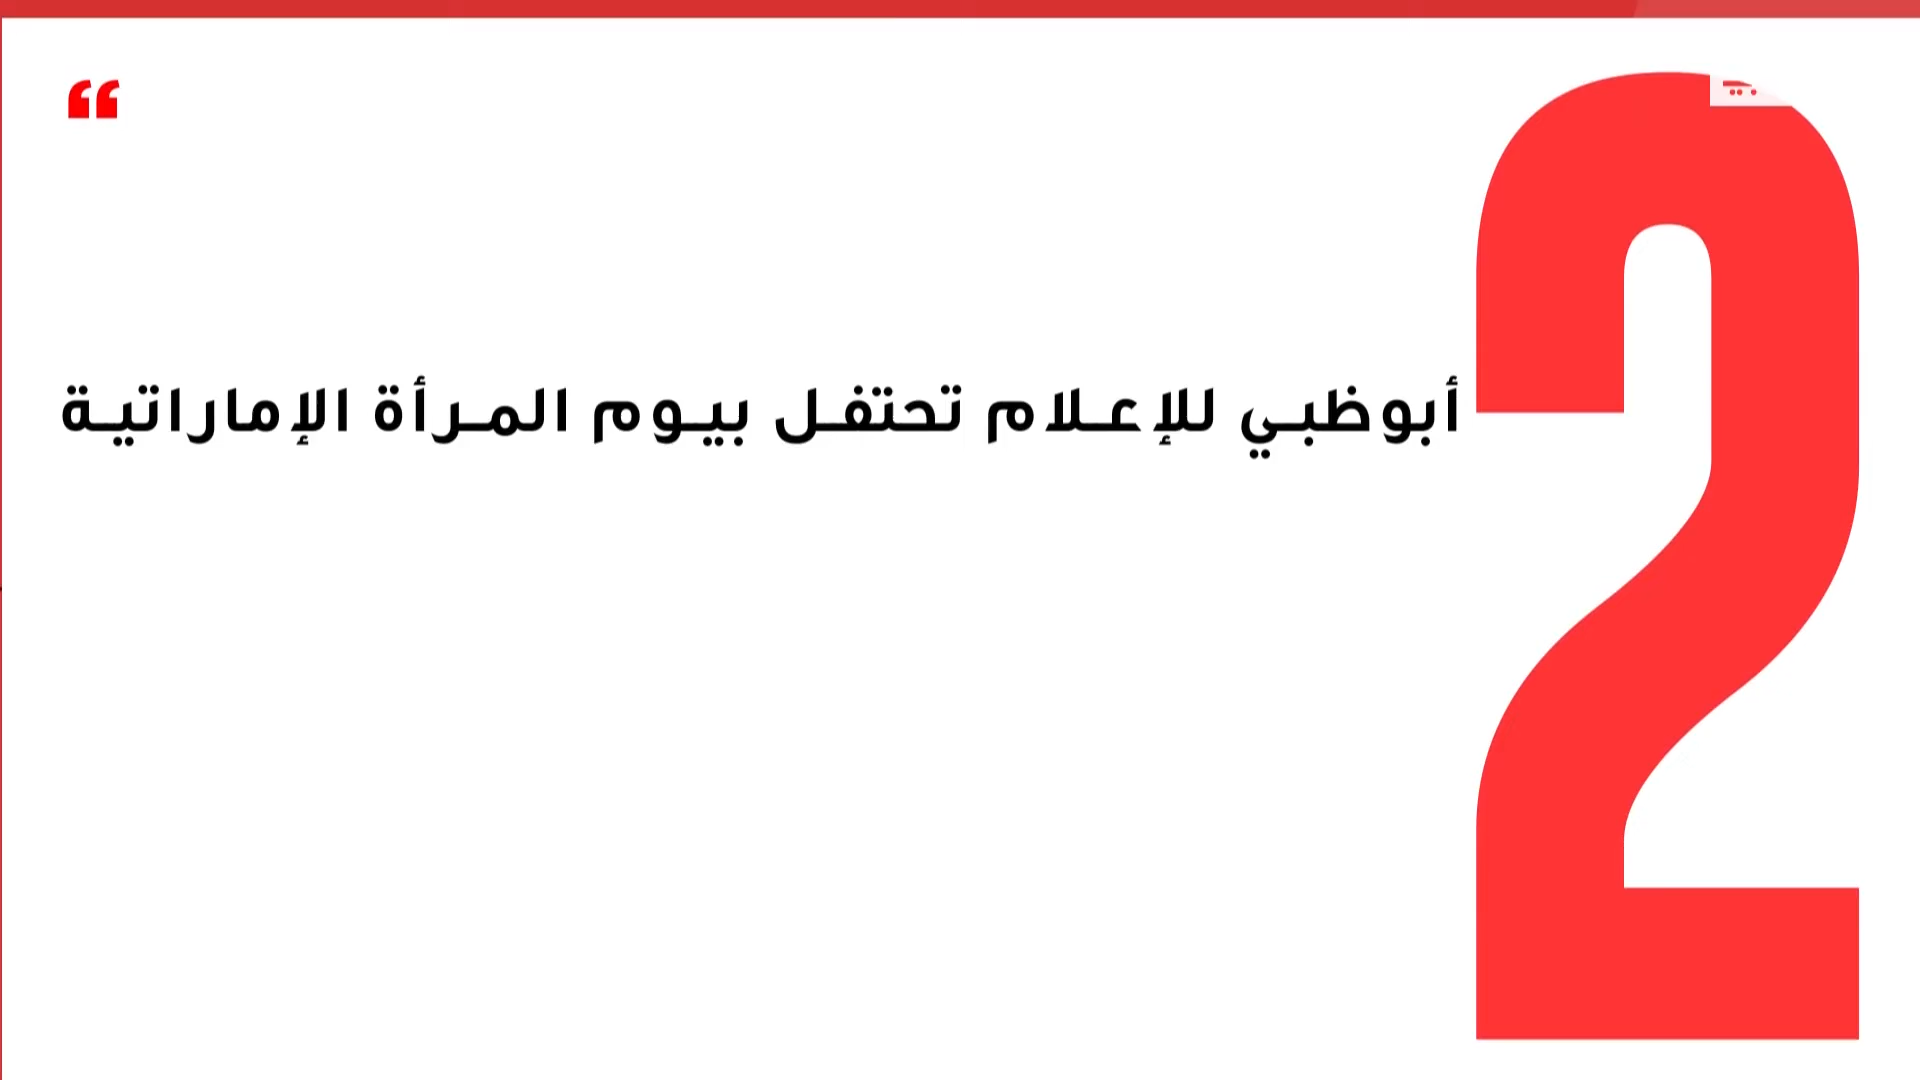 2
أبوظبي للإعلام تحتفل بيوم المرأة الإماراتية
“